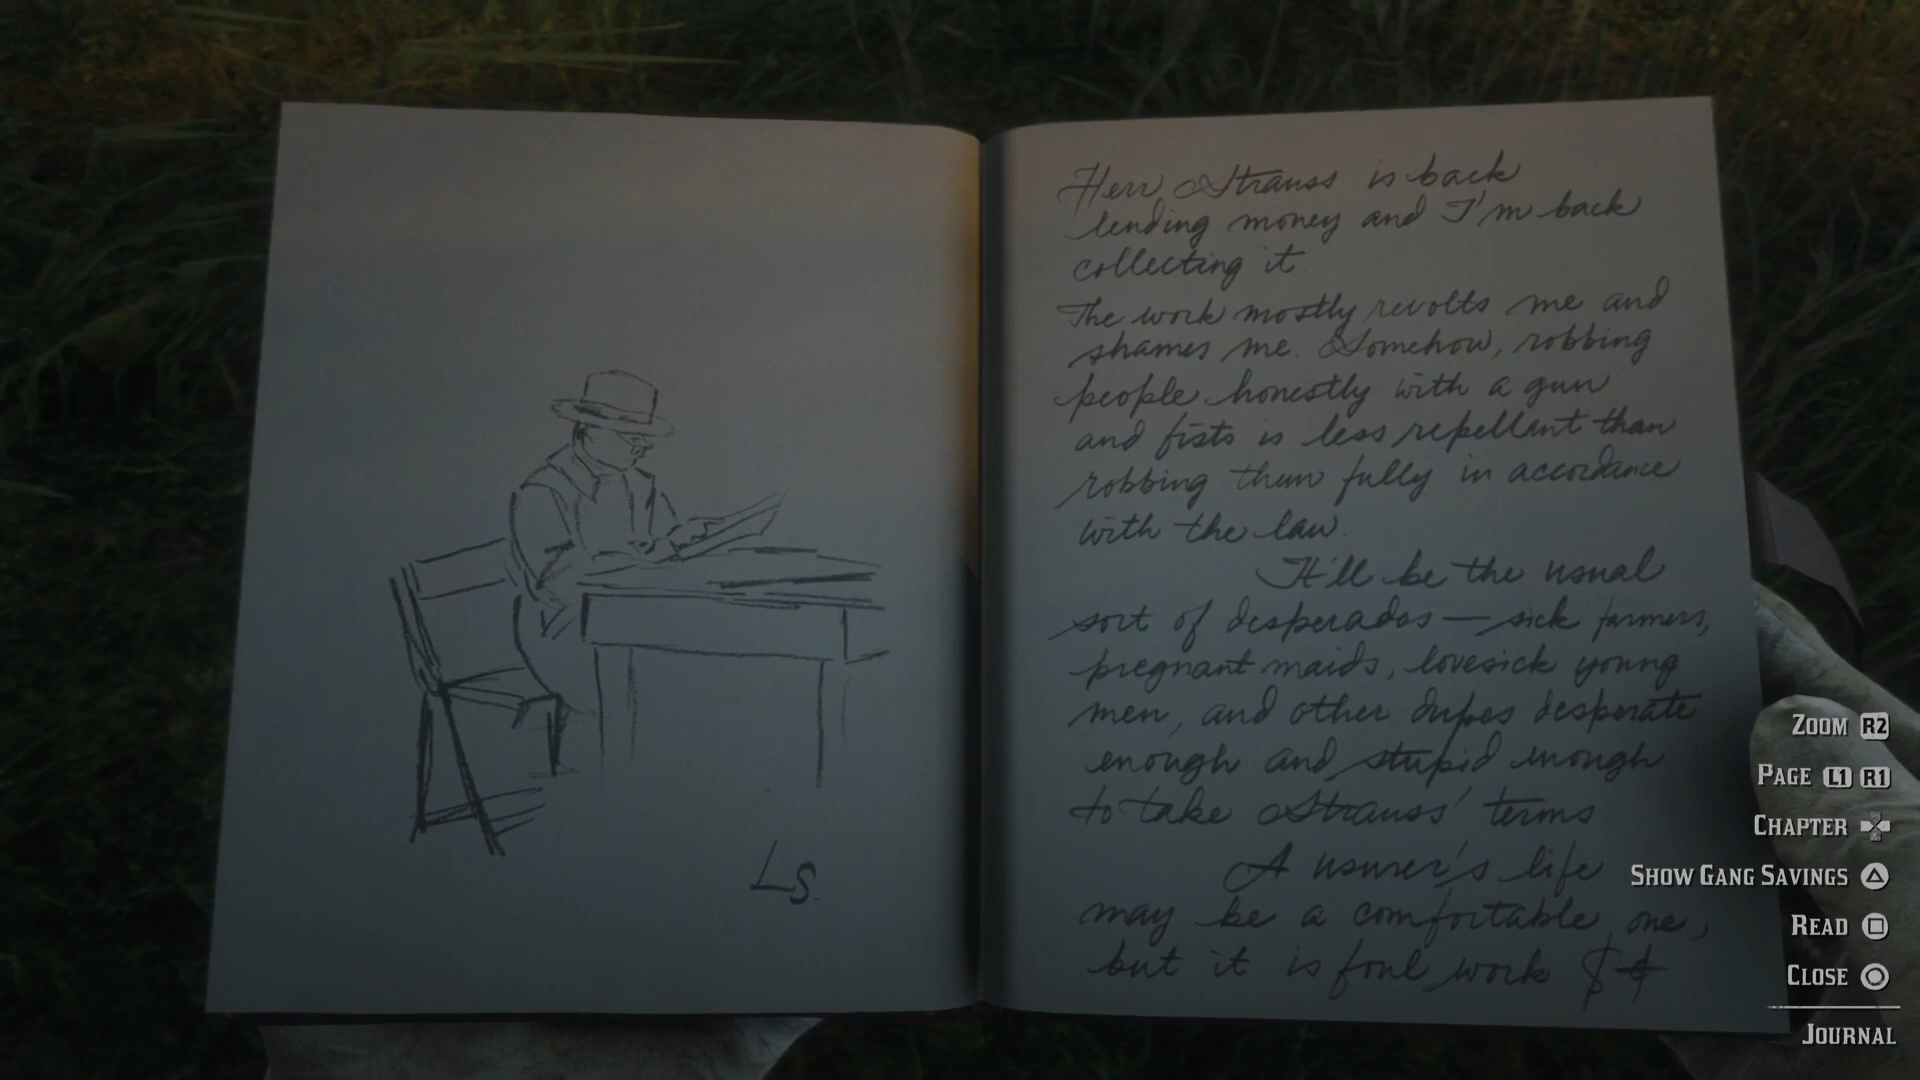 Herr Strauss is back
lending money and I'm back
collecting it.
The work mostly revolts me and
shames me. Somehow, robbing
people honestly with a gun
and fists is less repellant than
robbing them fully in accordance
with the law.
It'll be the usual
sort of desperados — sick farmers,
pregnant maids, lovesick young
men, and other dupes desperate
enough and stupid enough
to take Strauss' terms
A usurer's life
may be a comfortable one,
but it is foul work. $ ¢
LS.
ZOOM R2
PAGE L1 R1
CHAPTER
SHOW GANG SAVINGS
READ
CLOSE
JOURNAL